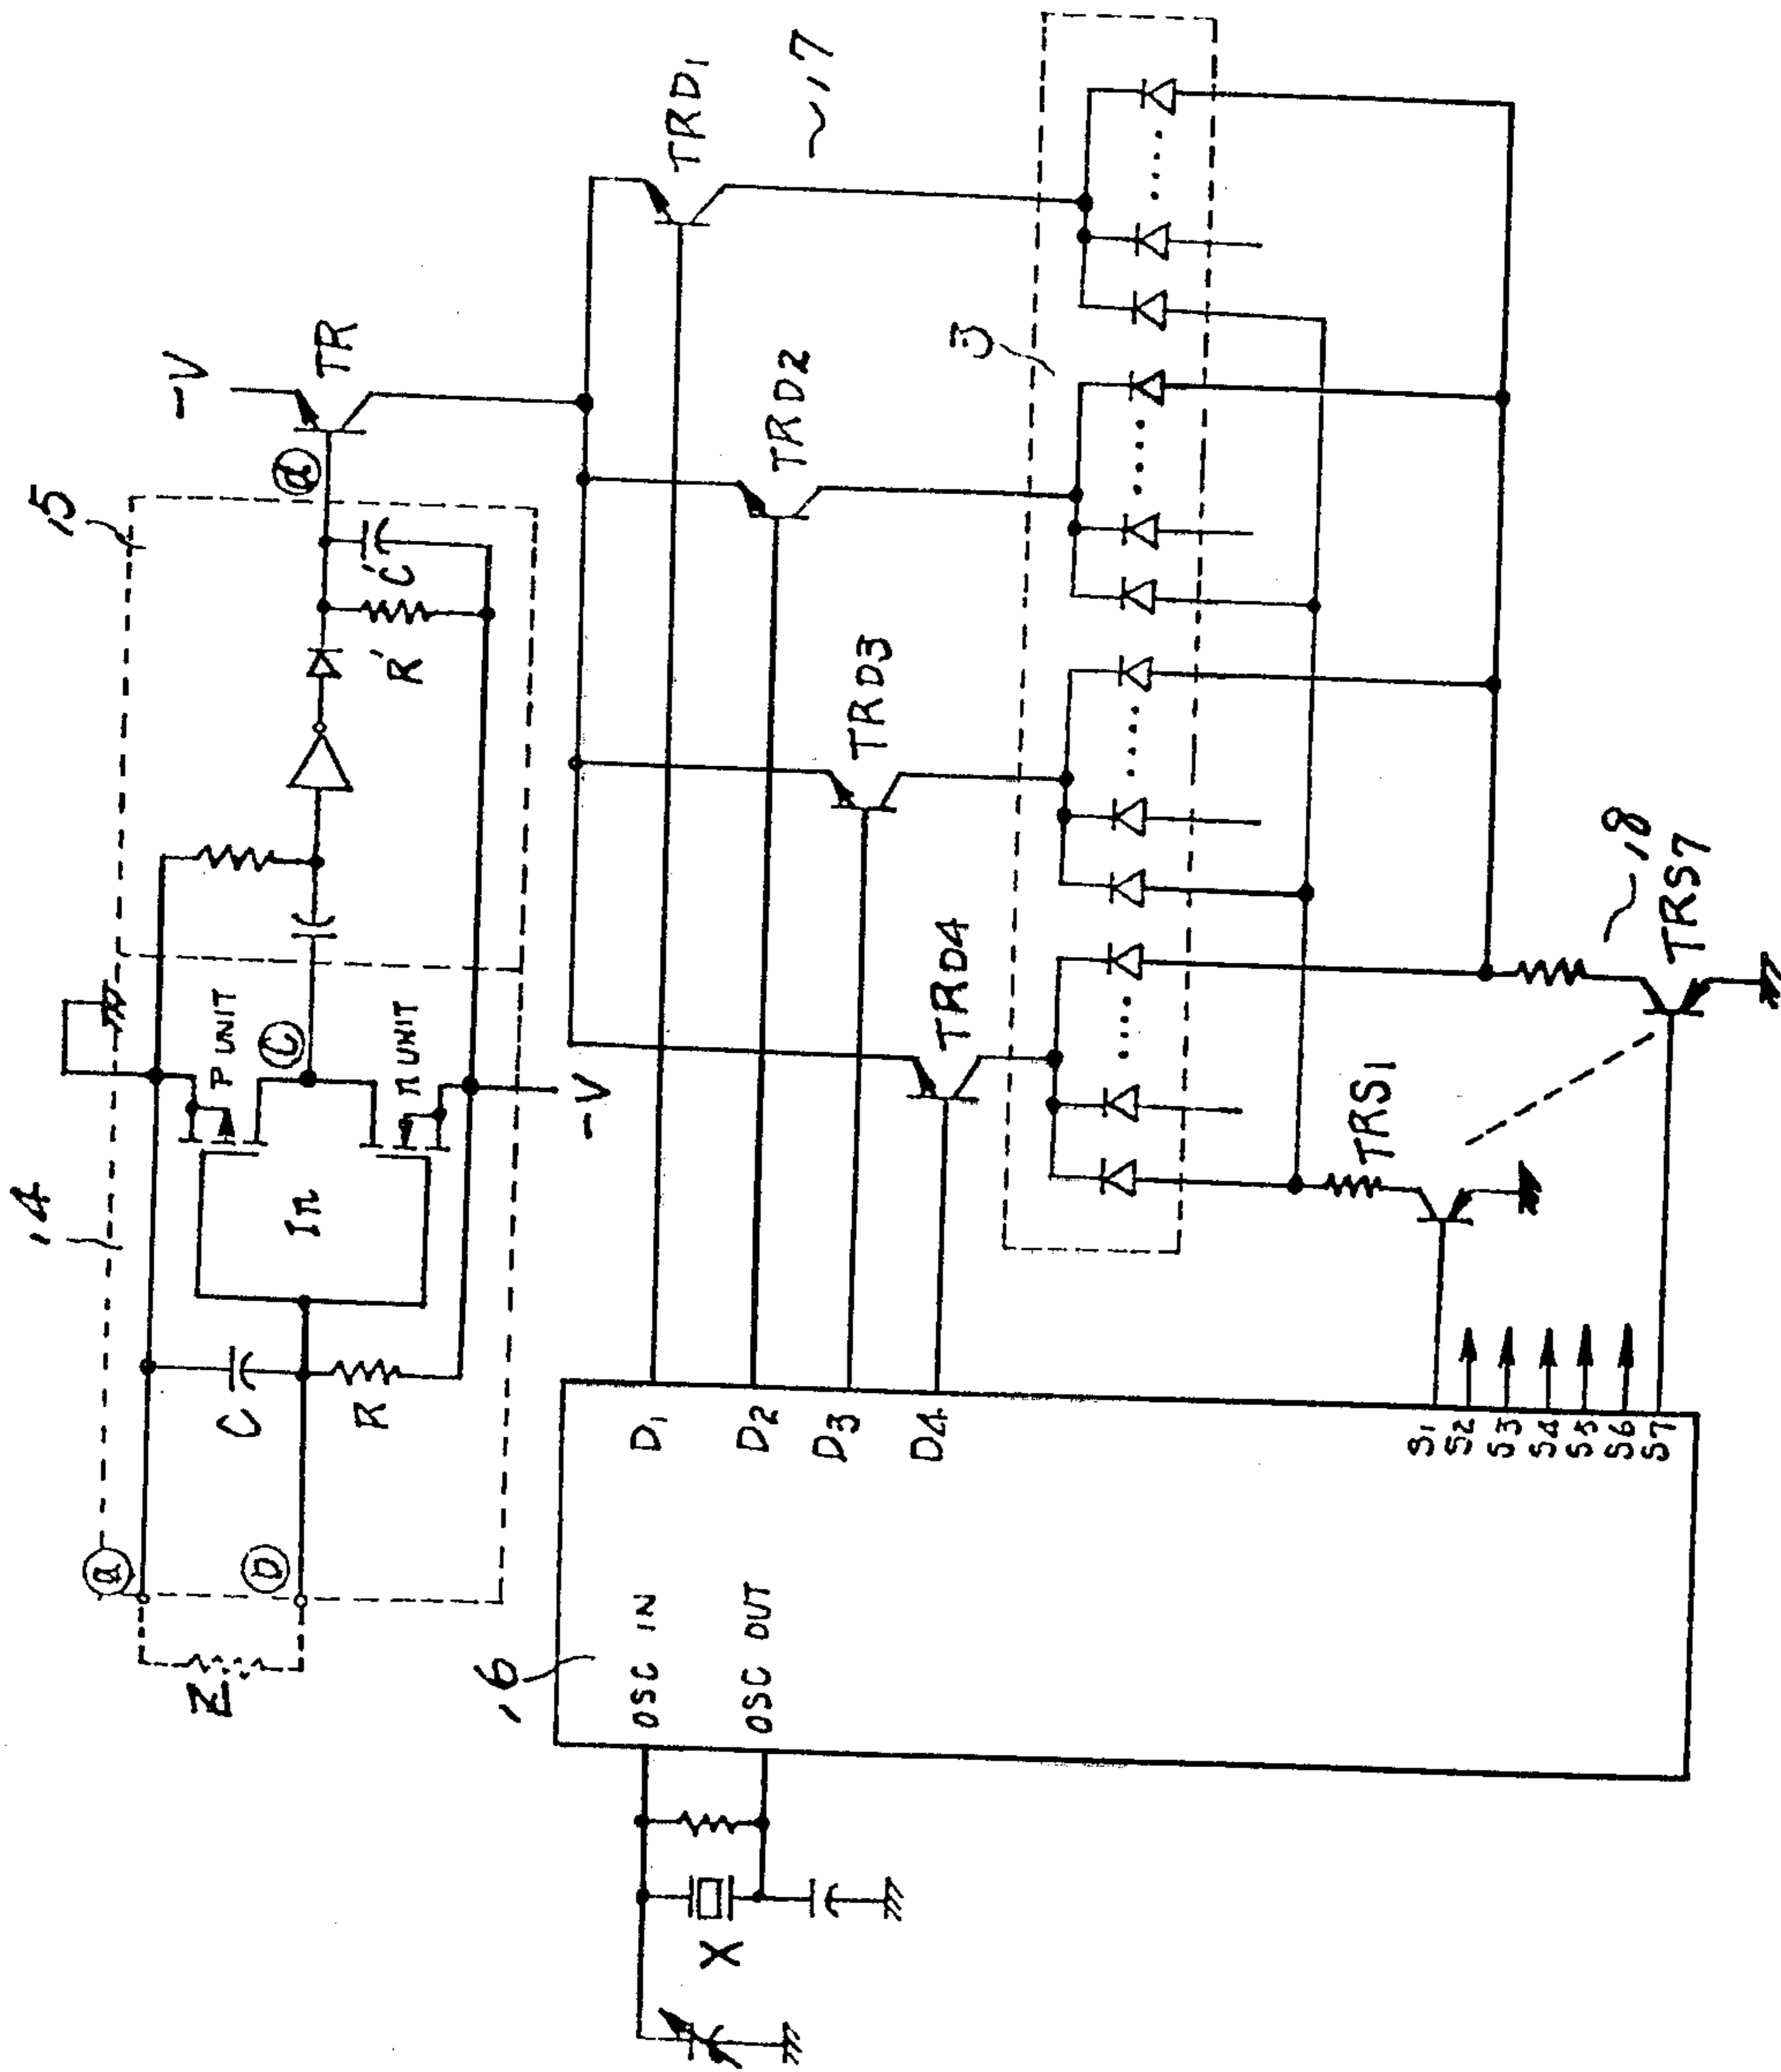 14
15
a
C
R
Z
D
In
P UNIT
n UNIT
C
-V
R'
C'
d
-V
TR
16
OSC IN
OSC OUT
X
D1
D2
D3
D4
S1
S2
S3
S4
S5
S6
S7
TRD1
TRD2
TRD3
TRD4
17
3
TRS1
18
TRS7